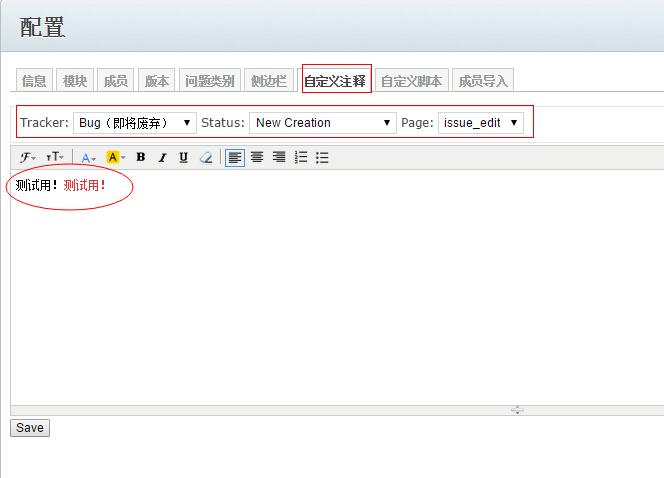 配置
信息 模块 成员 版本 问题类别 侧边栏 自定义注释 自定义脚本 成员导入
Tracker: Bug（即将废弃） Status: New Creation Page: issue_edit
F TT A A B I U
测试用！测试用！
Save